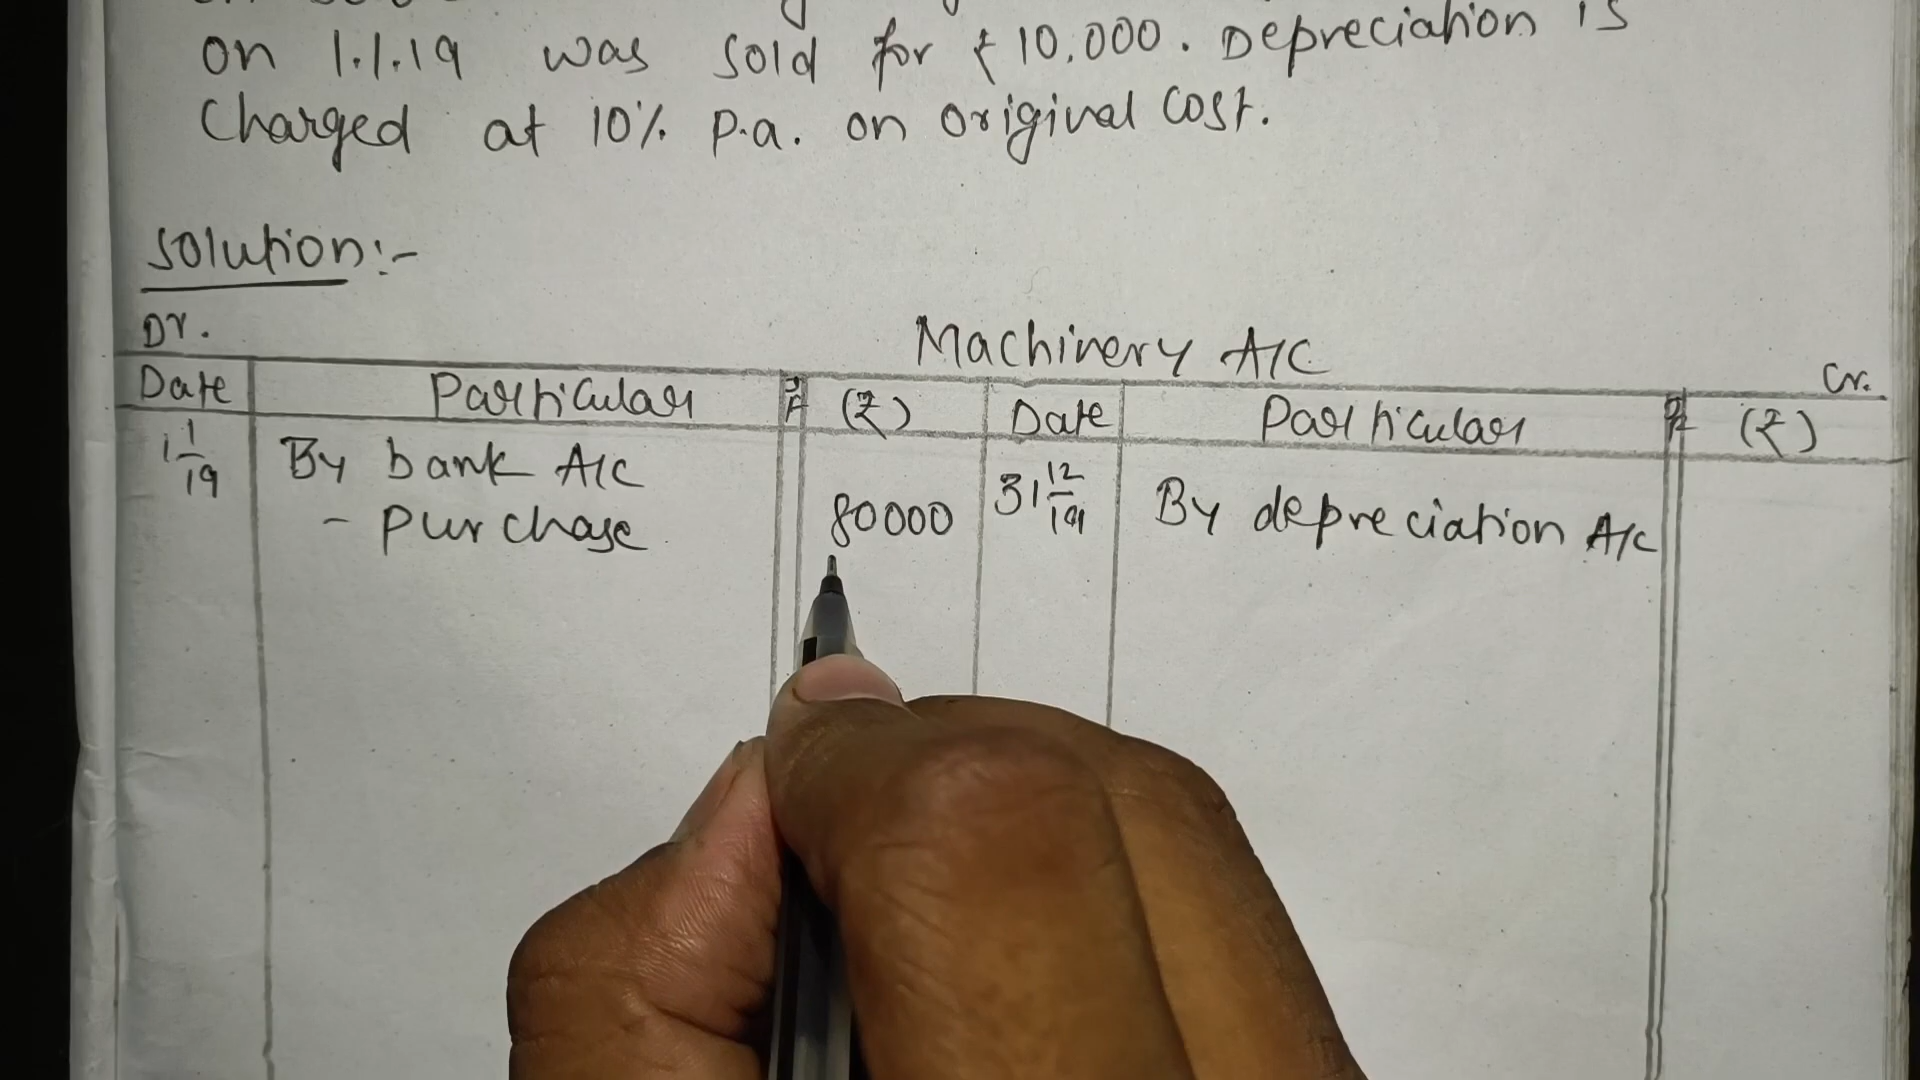 on 1.1.19 was sold for ₹10,000. Depreciation is
charged at 10% p.a. on original cost.
Solution:-
Dr.
Machinery A/C
Cr.
Date Particular (₹) Date Particular (₹)
1 1/19 By bank A/C
- purchase 80000 31 12/19 By depreciation A/C